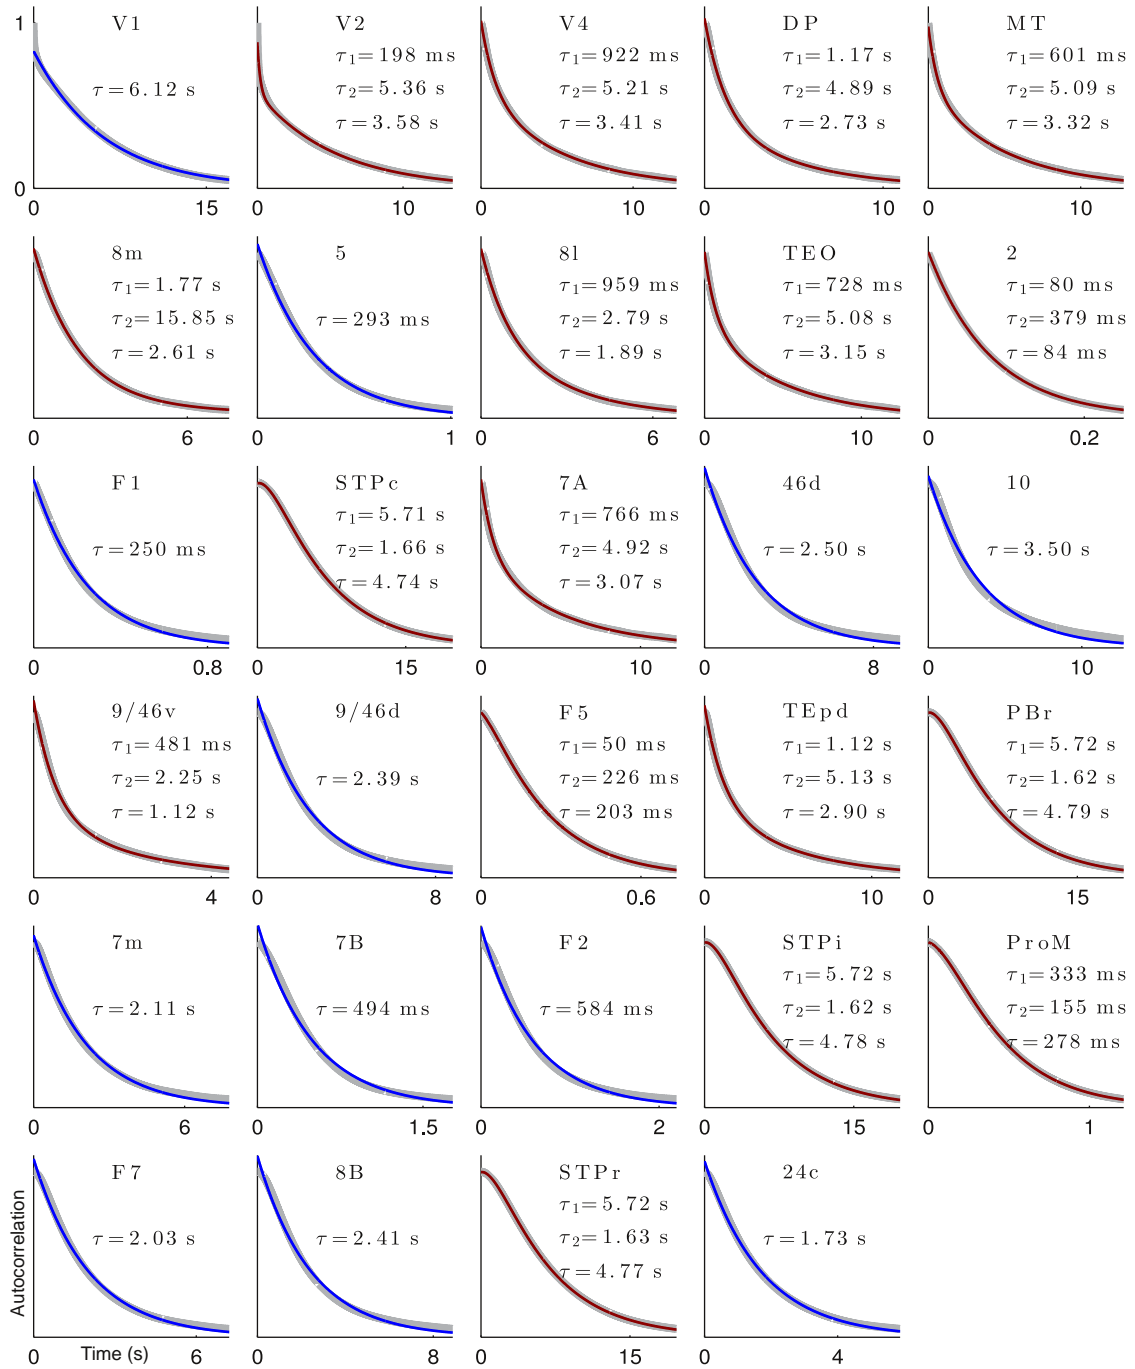 V1
τ=6.12 s
1
0
0
15
V2
τ1=198 ms
τ2=5.36 s
τ=3.58 s
0
10
V4
τ1=922 ms
τ2=5.21 s
τ=3.41 s
0
10
DP
τ1=1.17 s
τ2=4.89 s
τ=2.73 s
0
10
MT
τ1=601 ms
τ2=5.09 s
τ=3.32 s
0
10
8m
τ1=1.77 s
τ2=15.85 s
τ=2.61 s
0
6
5
τ=293 ms
0
1
8l
τ1=959 ms
τ2=2.79 s
τ=1.89 s
0
6
TEO
τ1=728 ms
τ2=5.08 s
τ=3.15 s
0
10
2
τ1=80 ms
τ2=379 ms
τ=84 ms
0
0.2
F1
τ=250 ms
0
0.8
STPc
τ1=5.71 s
τ2=1.66 s
τ=4.74 s
0
15
7A
τ1=766 ms
τ2=4.92 s
τ=3.07 s
0
10
46d
τ=2.50 s
0
8
10
τ=3.50 s
0
10
9/46v
τ1=481 ms
τ2=2.25 s
τ=1.12 s
0
4
9/46d
τ=2.39 s
0
8
F5
τ1=50 ms
τ2=226 ms
τ=203 ms
0
0.6
TEpd
τ1=1.12 s
τ2=5.13 s
τ=2.90 s
0
10
PBr
τ1=5.72 s
τ2=1.62 s
τ=4.79 s
0
15
7m
τ=2.11 s
0
6
7B
τ=494 ms
0
1.5
F2
τ=584 ms
0
2
STPi
τ1=5.72 s
τ2=1.62 s
τ=4.78 s
0
15
ProM
τ1=333 ms
τ2=155 ms
τ=278 ms
0
1
F7
τ=2.03 s
Autocorrelation
0
Time (s)
6
8B
τ=2.41 s
0
8
STPr
τ1=5.72 s
τ2=1.63 s
τ=4.77 s
0
15
24c
τ=1.73 s
0
4